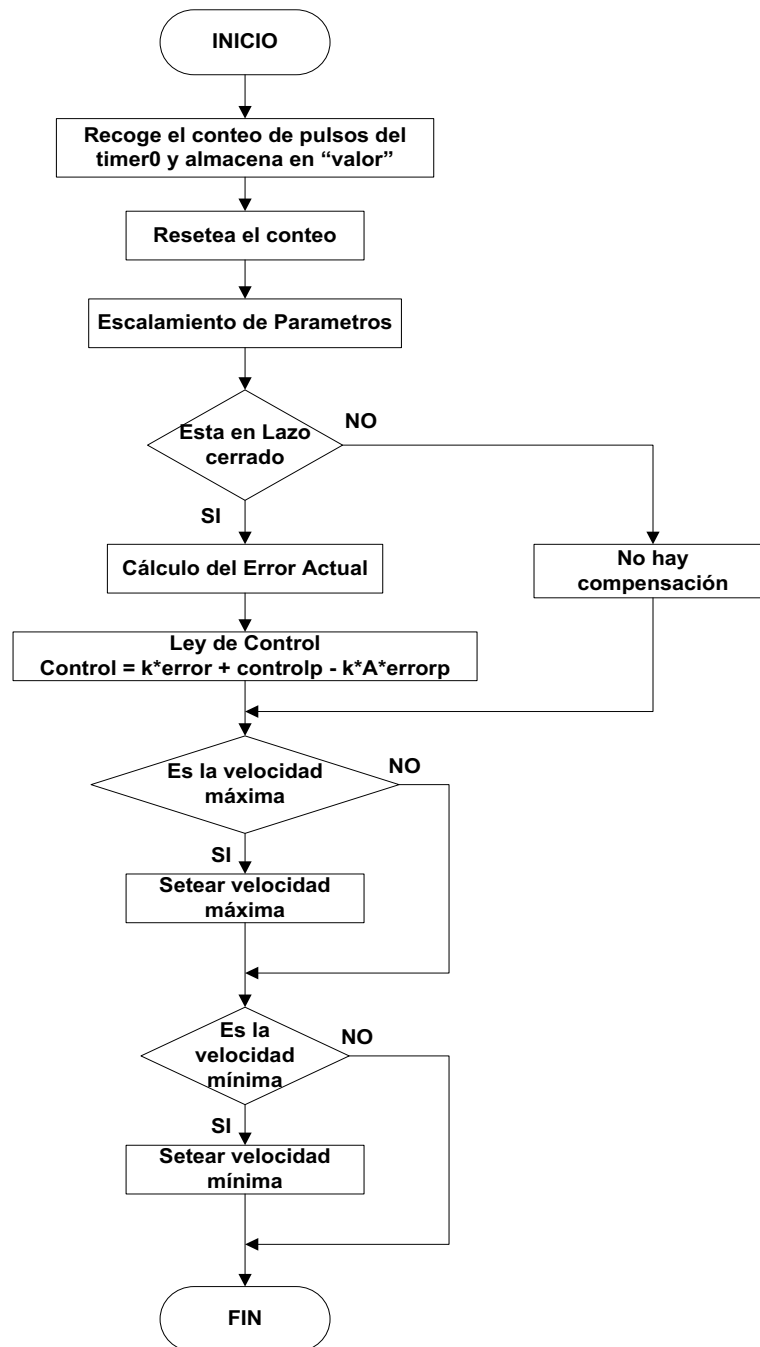 INICIO
Recoge el conteo de pulsos del
timer0 y almacena en “valor”
Resetea el conteo
Escalamiento de Parametros
Esta en Lazo
cerrado
NO
SI
Cálculo del Error Actual
No hay
compensación
Ley de Control
Control = k*error + controlp - k*A*errorp
Es la velocidad
máxima
NO
SI
Setear velocidad
máxima
Es la
velocidad
mínima
NO
SI
Setear velocidad
mínima
FIN